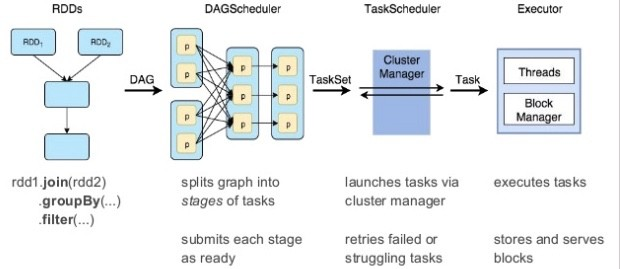 RDDs
DAGScheduler
TaskScheduler
Executor
RDD₁
RDD₂
DAG
p
p
p
p
p
p
p
p
p
p
TaskSet
Cluster
Manager
Task
Threads
Block
Manager
rdd1.join(rdd2)
.groupBy(...)
.filter(...)
splits graph into
stages of tasks
submits each stage
as ready
launches tasks via
cluster manager
retries failed or
struggling tasks
executes tasks
stores and serves
blocks